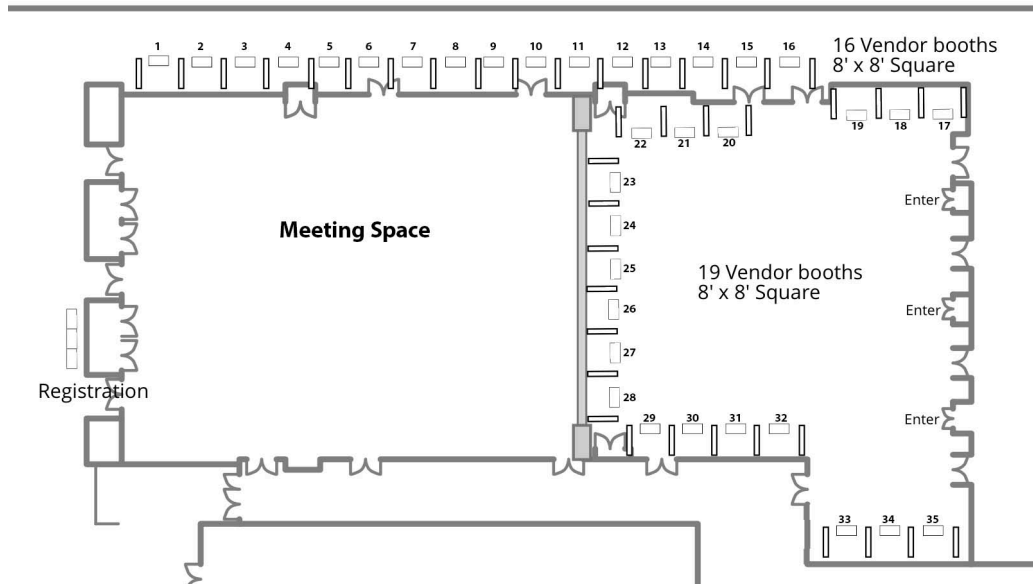 1 2 3 4 5 6 7 8 9 10 11 12 13 14 15 16
16 Vendor booths
8' x 8' Square
19 18 17
22 21 20
23
Enter
24
Meeting Space
25
19 Vendor booths
8' x 8' Square
26
Enter
27
Registration
28
29 30 31 32
Enter
33 34 35